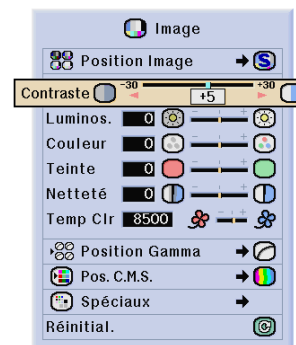 Image
Position Image S
Contraste -30 +5 +30
Luminos. 0 - +
Couleur 0 - +
Teinte 0 - +
Netteté 0 - +
Temp Clr 8500 - +
Position Gamma
Pos. C.M.S.
Spéciaux
Réinitial.